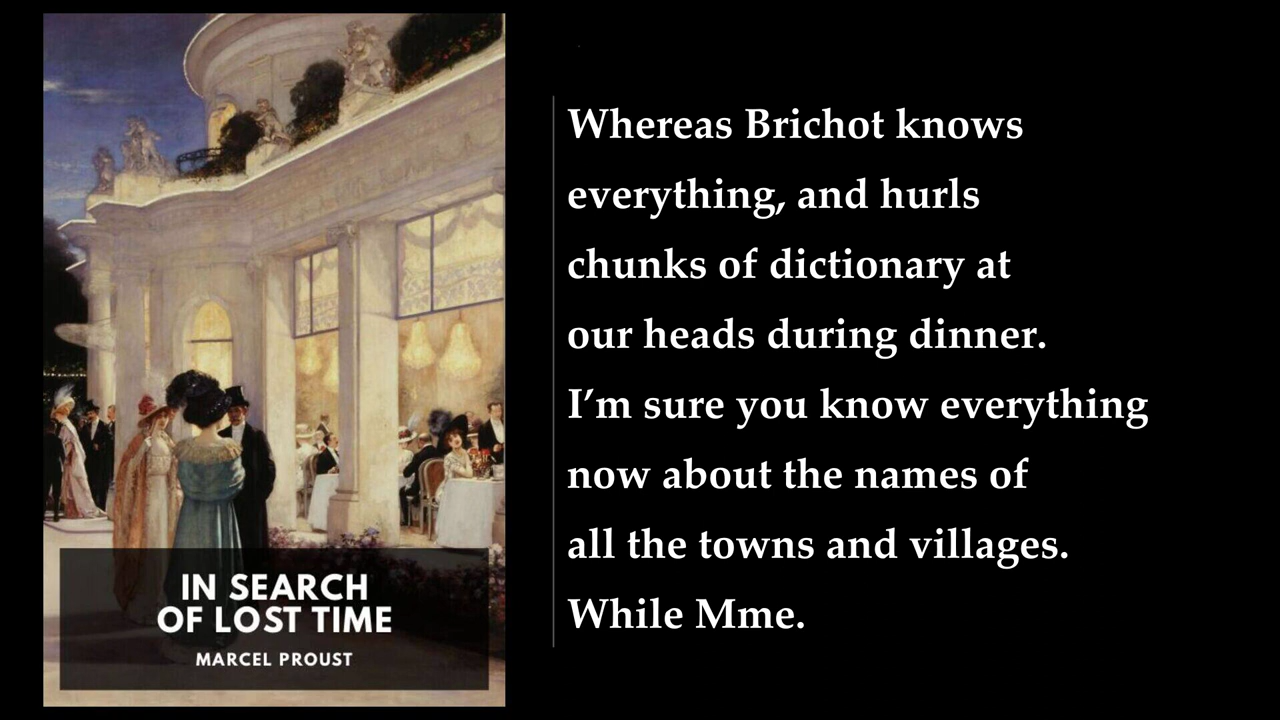 IN SEARCH
OF LOST TIME
MARCEL PROUST
Whereas Brichot knows
everything, and hurls
chunks of dictionary at
our heads during dinner.
I’m sure you know everything
now about the names of
all the towns and villages.
While Mme.